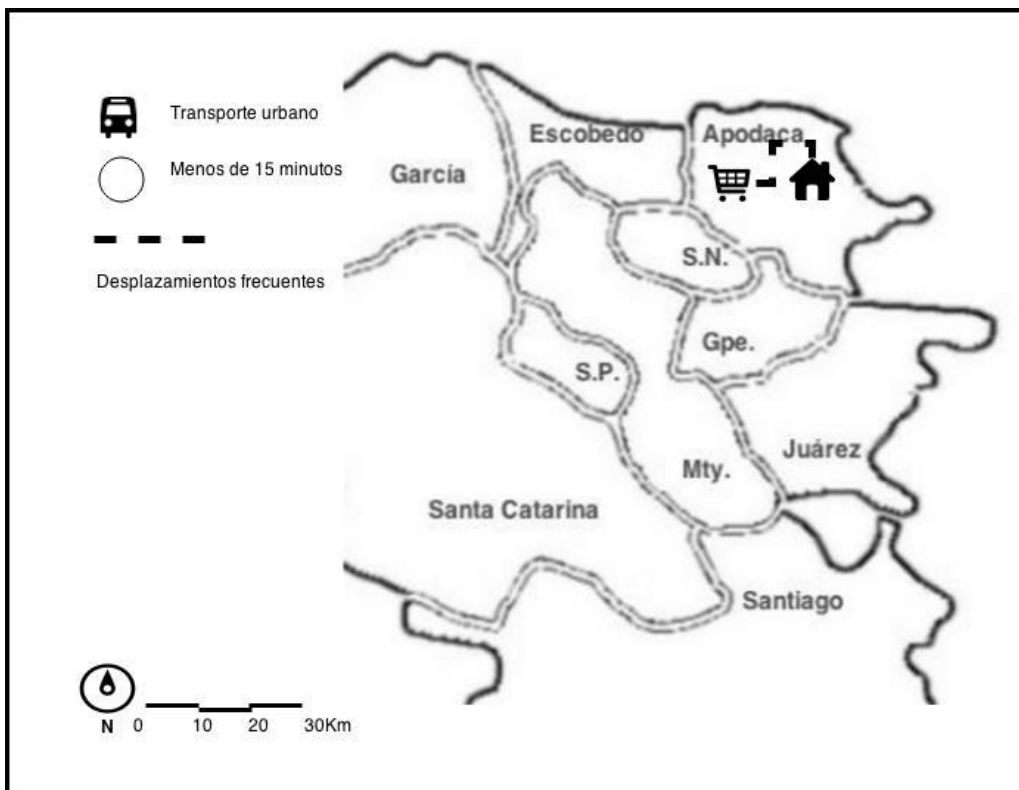 Transporte urbano
Menos de 15 minutos
Desplazamientos frecuentes
Escobedo
Apodaca
García
S.N.
Gpe.
S.P.
Juárez
Mty.
Santa Catarina
Santiago
N 0 10 20 30Km